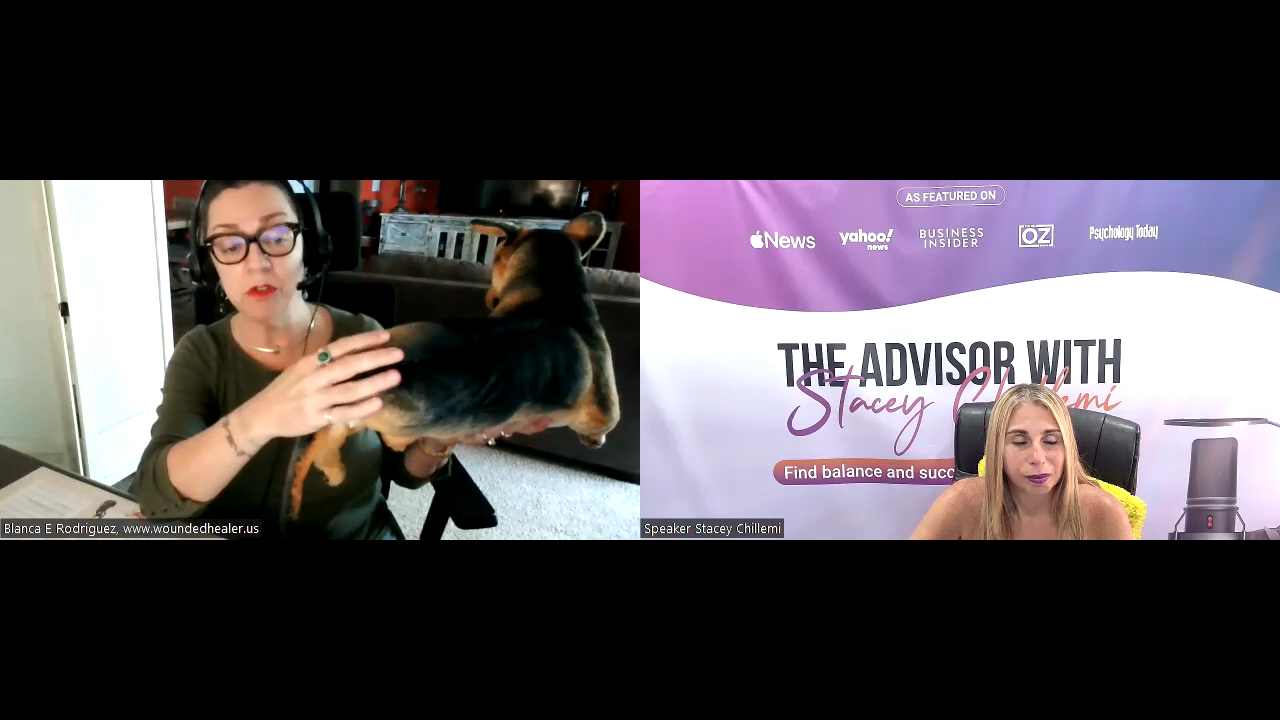 AS FEATURED ON
News
yahoo!
news
BUSINESS
INSIDER
OZ
Psychology Today
THE ADVISOR WITH
Stacey Chillemi
Find balance and succ
Blanca E Rodriguez, www.woundedhealer.us
Speaker Stacey Chillemi